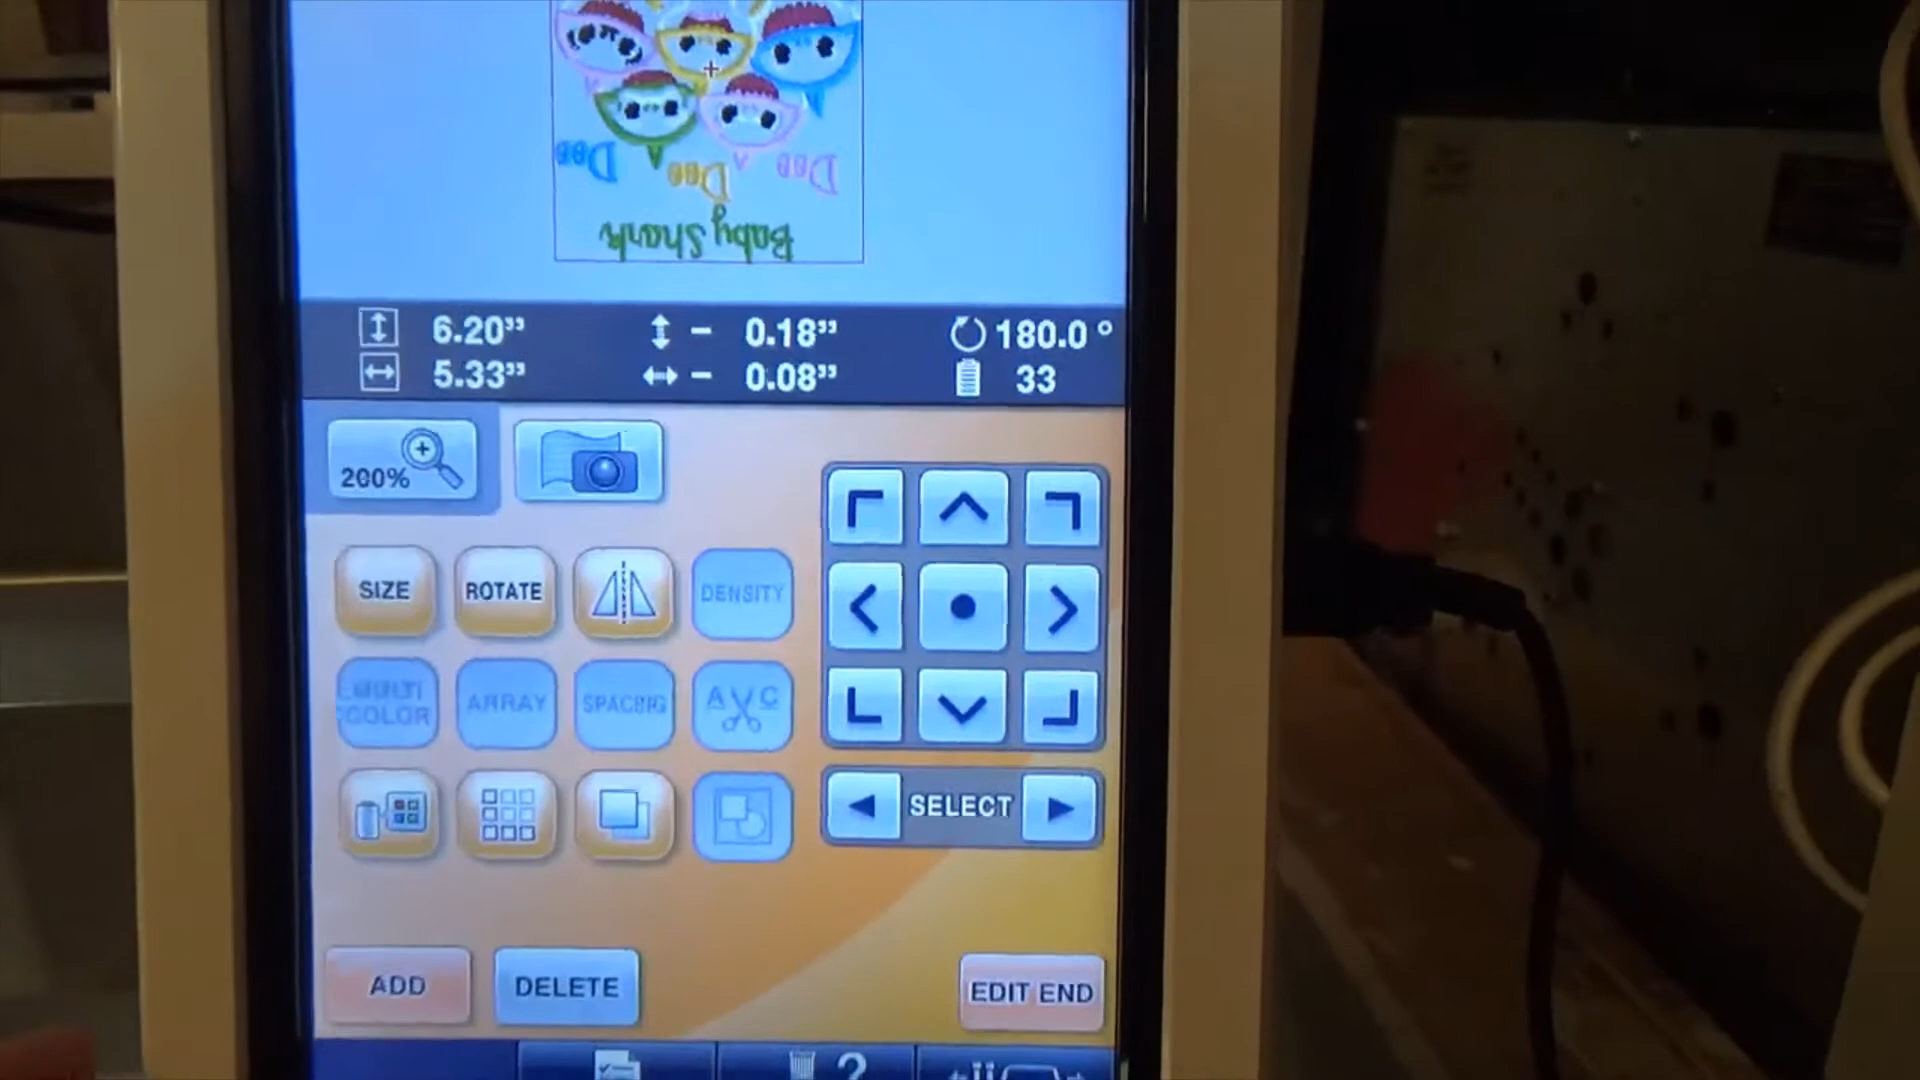 Doo Doo Doo
Baby Shark
6.20" - 0.18" 180.0°
5.33" - 0.08" 33
200%
SIZE ROTATE DENSITY
MULTI COLOR ARRAY SPACING A C
SELECT
ADD DELETE EDIT END
?